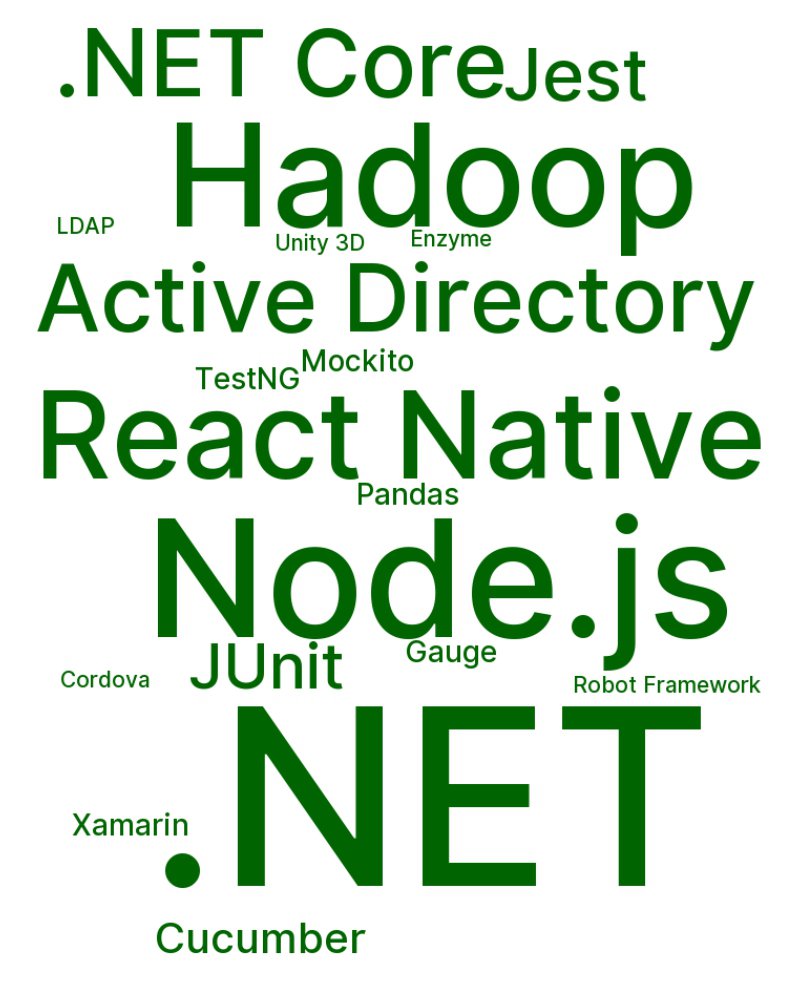 .NET Core
Jest
Hadoop
LDAP
Unity 3D
Enzyme
Active Directory
Mockito
TestNG
React Native
Pandas
Node.js
JUnit
Gauge
Cordova
Robot Framework
.NET
Xamarin
Cucumber